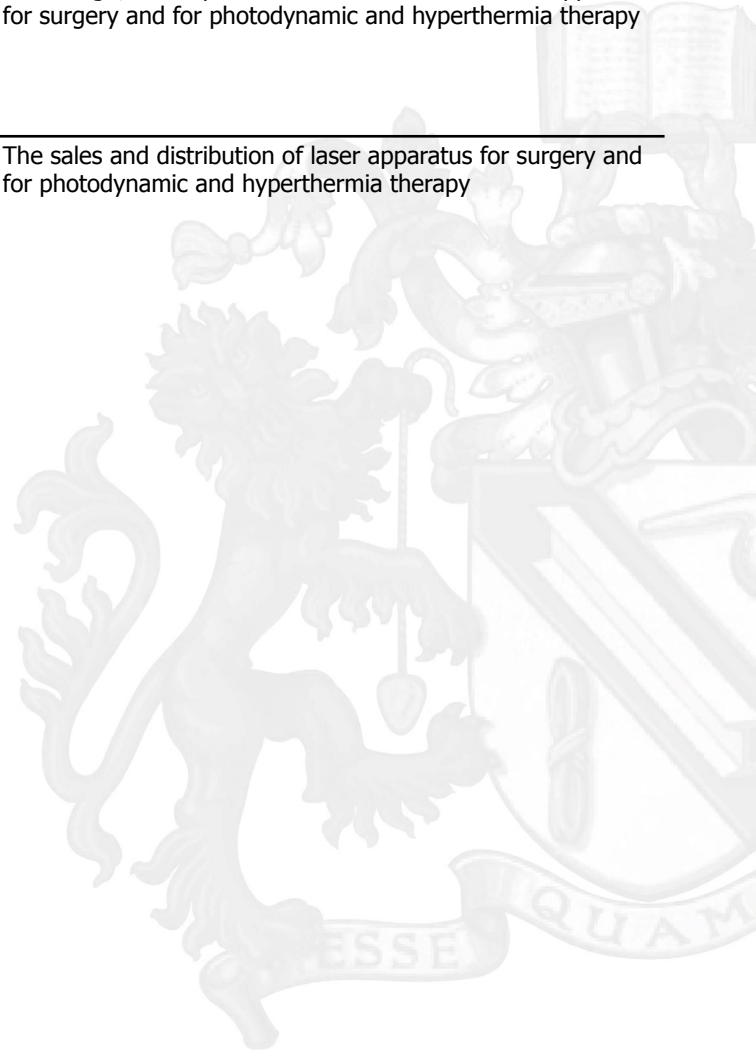 for surgery and for photodynamic and hyperthermia therapy
The sales and distribution of laser apparatus for surgery and
for photodynamic and hyperthermia therapy
ESSE
QUAM